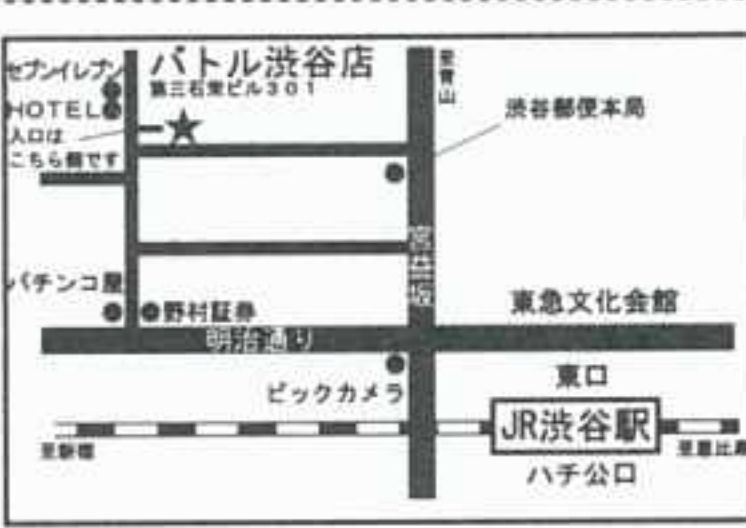 セブンイレブン
バトル渋谷店
第三石栄ビル301
HOTEL
入口は
こちら側です
至青山
渋谷郵便本局
宮益坂
パチンコ屋
野村証券
明治通り
東急文化会館
ビックカメラ
東口
JR渋谷駅
ハチ公口
至新宿
至恵比寿